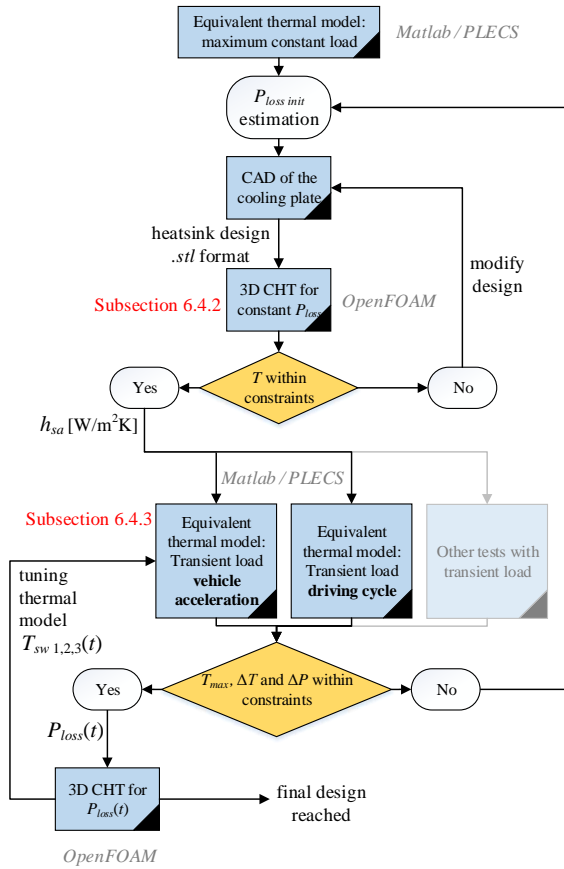 Equivalent thermal model:
maximum constant load
Matlab / PLECS
P_loss init
estimation
CAD of the
cooling plate
heatsink design
.stl format
modify
design
Subsection 6.4.2
3D CHT for
constant P_loss
OpenFOAM
Yes
T within
constraints
No
h_sa [W/m²K]
Matlab / PLECS
Subsection 6.4.3
Equivalent
thermal model:
Transient load
vehicle
acceleration
Equivalent
thermal model:
Transient load
driving cycle
Other tests with
transient load
tuning
thermal
model
T_sw 1,2,3(t)
Yes
T_max, ΔT and ΔP within
constraints
No
P_loss(t)
3D CHT for
P_loss(t)
final design
reached
OpenFOAM